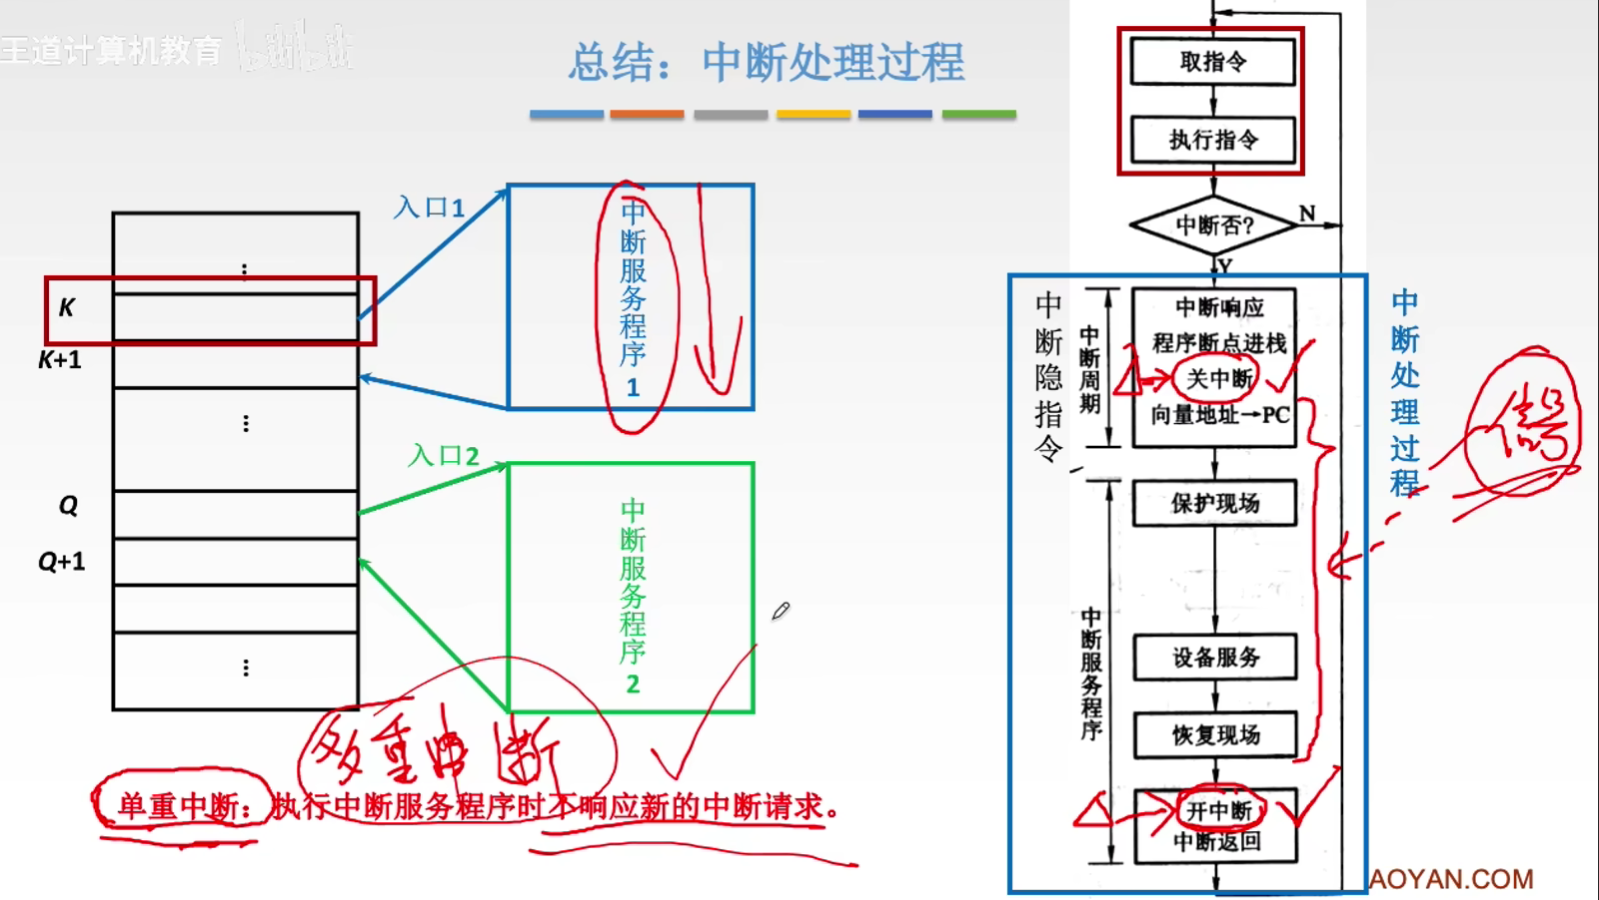 王道计算机教育 bilibili
总结：中断处理过程
⋮
K
K+1
⋮
Q
Q+1
⋮
入口1
中断服务程序1
入口2
中断服务程序2
多重中断
单重中断：执行中断服务程序时不响应新的中断请求。
取指令
执行指令
中断否?
N
Y
中断隐指令
中断周期
中断响应
程序断点进栈
关中断
向量地址→PC
中断服务程序
保护现场
设备服务
恢复现场
开中断
中断返回
中断处理过程
AOYAN.COM